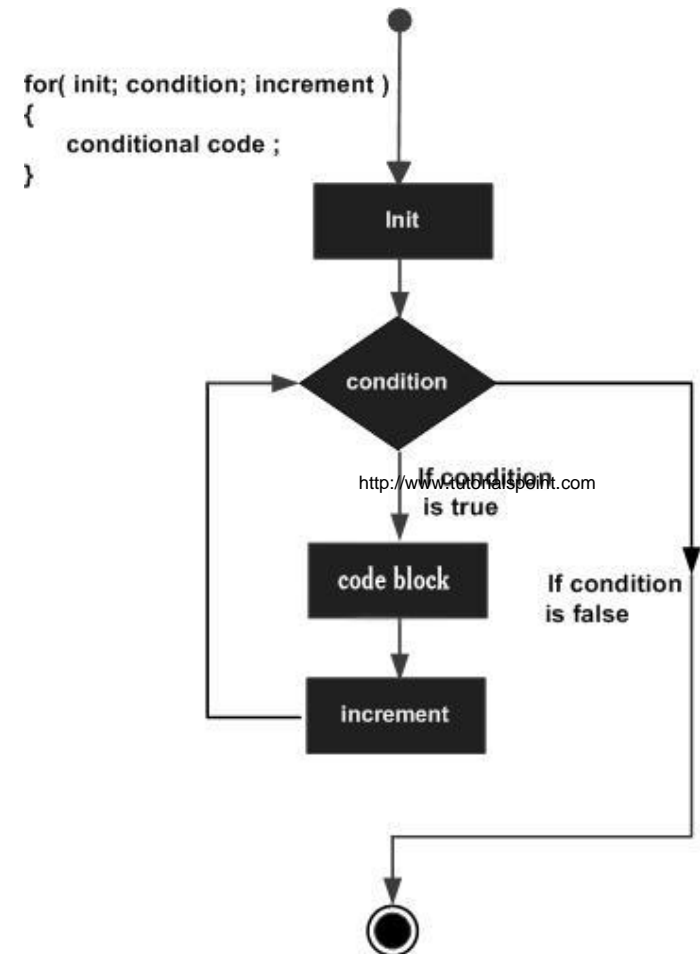 for( init; condition; increment )
{
conditional code ;
}
Init
condition
If condition
http://www.tutorialspoint.com
is true
code block
If condition
is false
increment